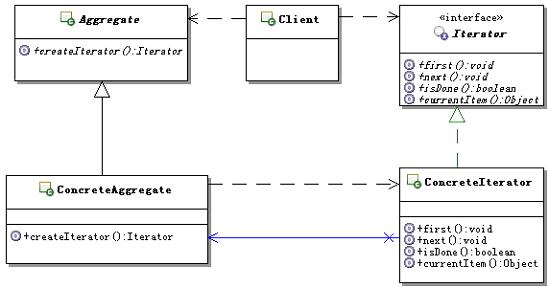 Aggregate
+createIterator():Iterator
Client
«interface»
Iterator
+first():void
+next():void
+isDone():boolean
+currentItem():Object
ConcreteAggregate
+createIterator():Iterator
ConcreteIterator
+first():void
+next():void
+isDone():boolean
+currentItem():Object